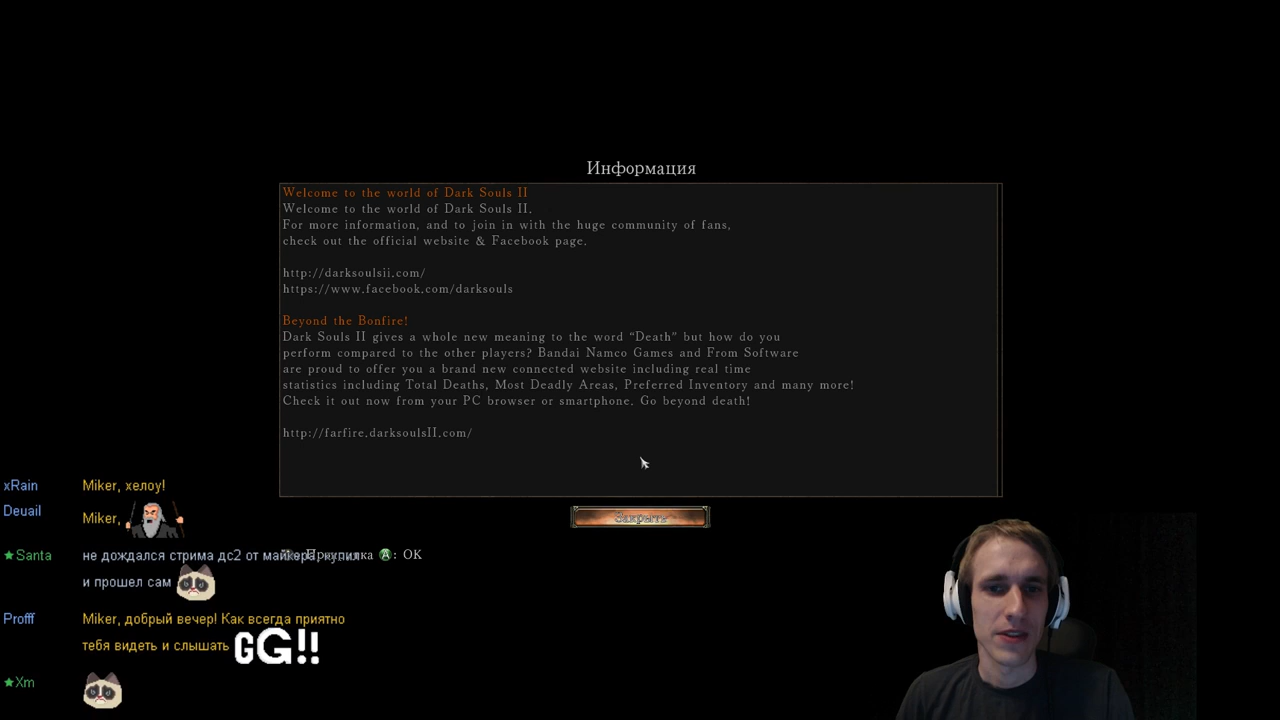 Информация
Welcome to the world of Dark Souls II
Welcome to the world of Dark Souls II.
For more information, and to join in with the huge community of fans,
check out the official website & Facebook page.
http://darksoulsii.com/
https://www.facebook.com/darksouls
Beyond the Bonfire!
Dark Souls II gives a whole new meaning to the word “Death” but how do you
perform compared to the other players? Bandai Namco Games and From Software
are proud to offer you a brand new connected website including real time
statistics including Total Deaths, Most Deadly Areas, Preferred Inventory and many more!
Check it out now from your PC browser or smartphone. Go beyond death!
http://farfire.darksoulsII.com/
Закрыть
Прокрутка A: OK
xRain Miker, хелоу!
Deuail Miker,
Santa не дождался стрима дс2 от майкера купил
и прошел сам
Profff Miker, добрый вечер! Как всегда приятно
тебя видеть и слышать GG!!
Xm